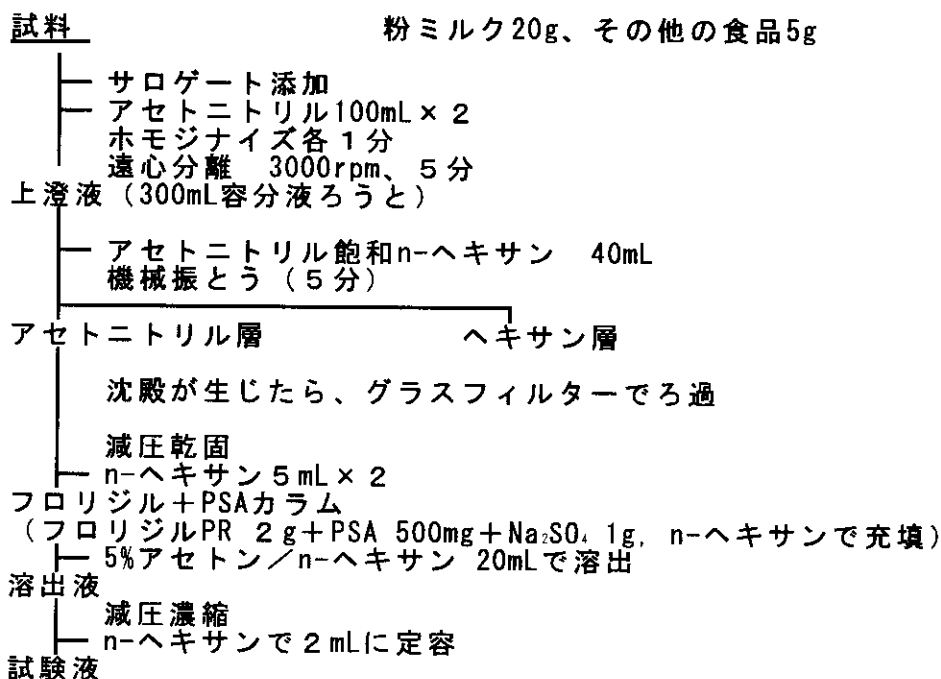 試料　粉ミルク20g、その他の食品5g
サロゲート添加
アセトニトリル100mL×２
ホモジナイズ各１分
遠心分離　3000rpm、５分
上澄液（300mL容分液ろうと）
アセトニトリル飽和n-ヘキサン　40mL
機械振とう（５分）
アセトニトリル層　ヘキサン層
沈殿が生じたら、グラスフィルターでろ過
減圧乾固
n-ヘキサン５mL×２
フロリジル＋PSAカラム
（フロリジルPR ２g＋PSA 500mg＋Na₂SO₄ 1g, n-ヘキサンで充填）
5%アセトン／n-ヘキサン 20mLで溶出
溶出液
減圧濃縮
n-ヘキサンで２mLに定容
試験液